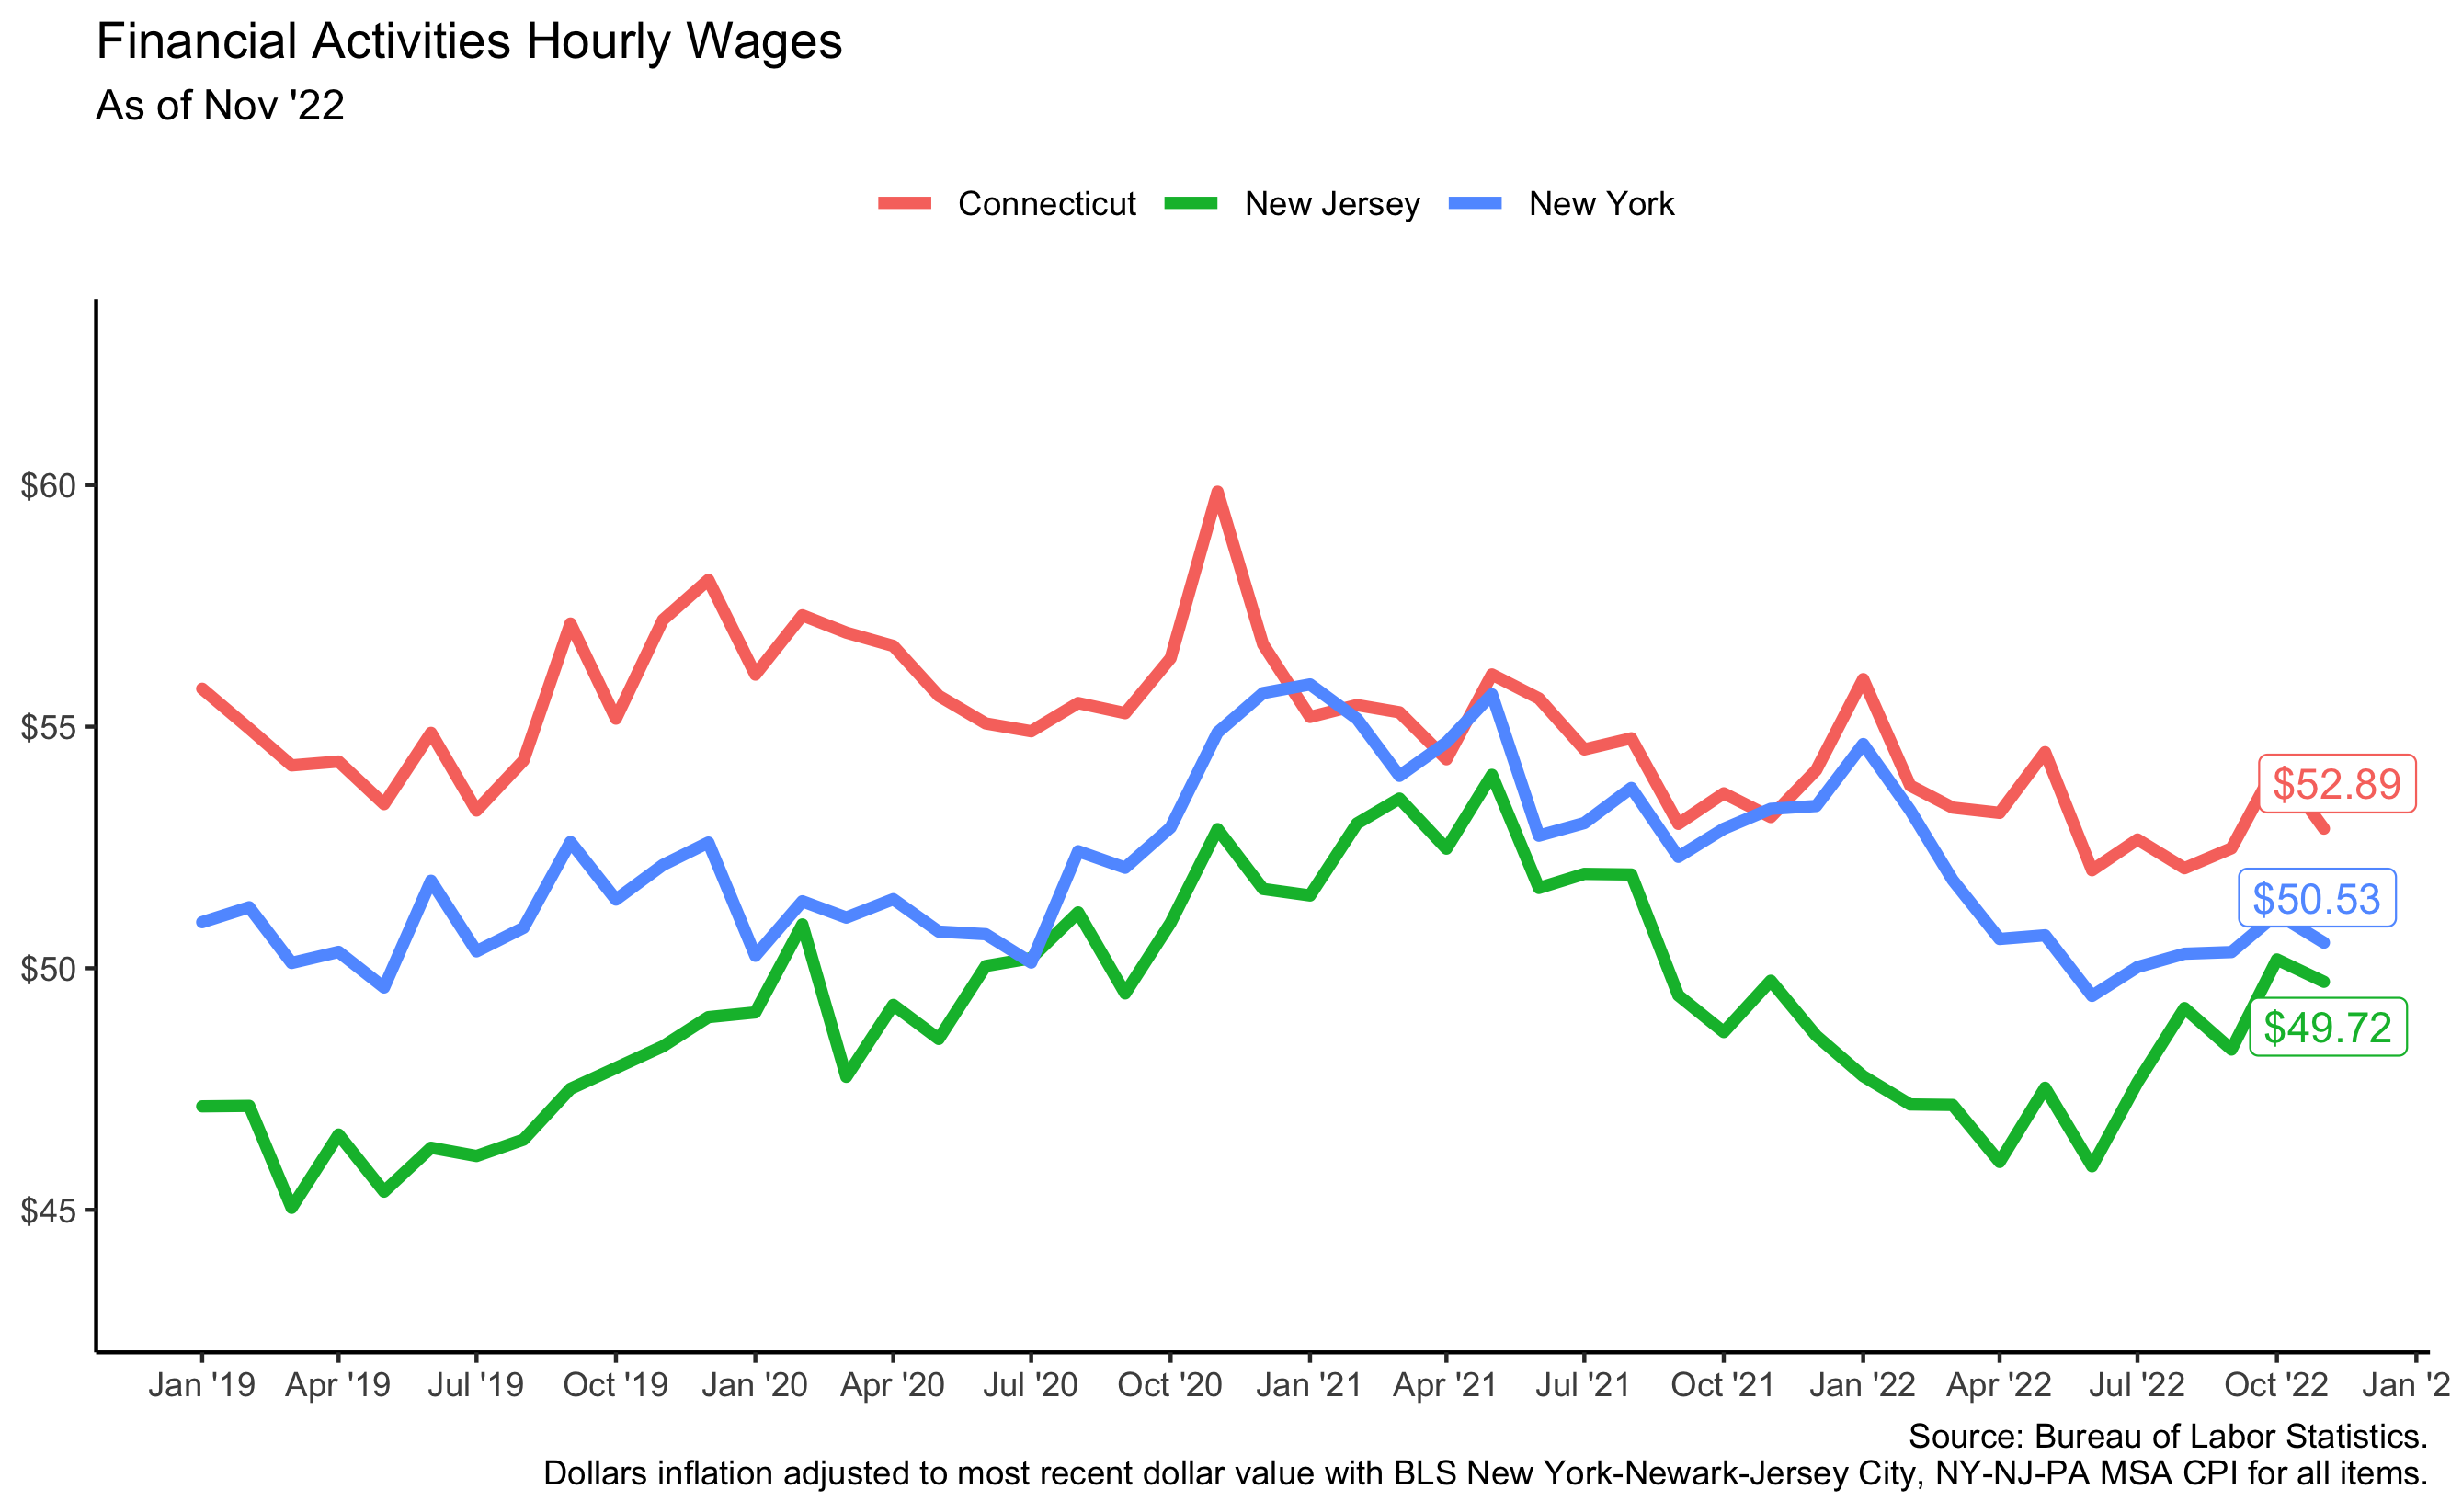 Financial Activities Hourly Wages
As of Nov '22
Connecticut New Jersey New York
$60
$55
$50
$45
$52.89
$50.53
$49.72
Jan '19 Apr '19 Jul '19 Oct '19 Jan '20 Apr '20 Jul '20 Oct '20 Jan '21 Apr '21 Jul '21 Oct '21 Jan '22 Apr '22 Jul '22 Oct '22 Jan '2
Source: Bureau of Labor Statistics.
Dollars inflation adjusted to most recent dollar value with BLS New York-Newark-Jersey City, NY-NJ-PA MSA CPI for all items.